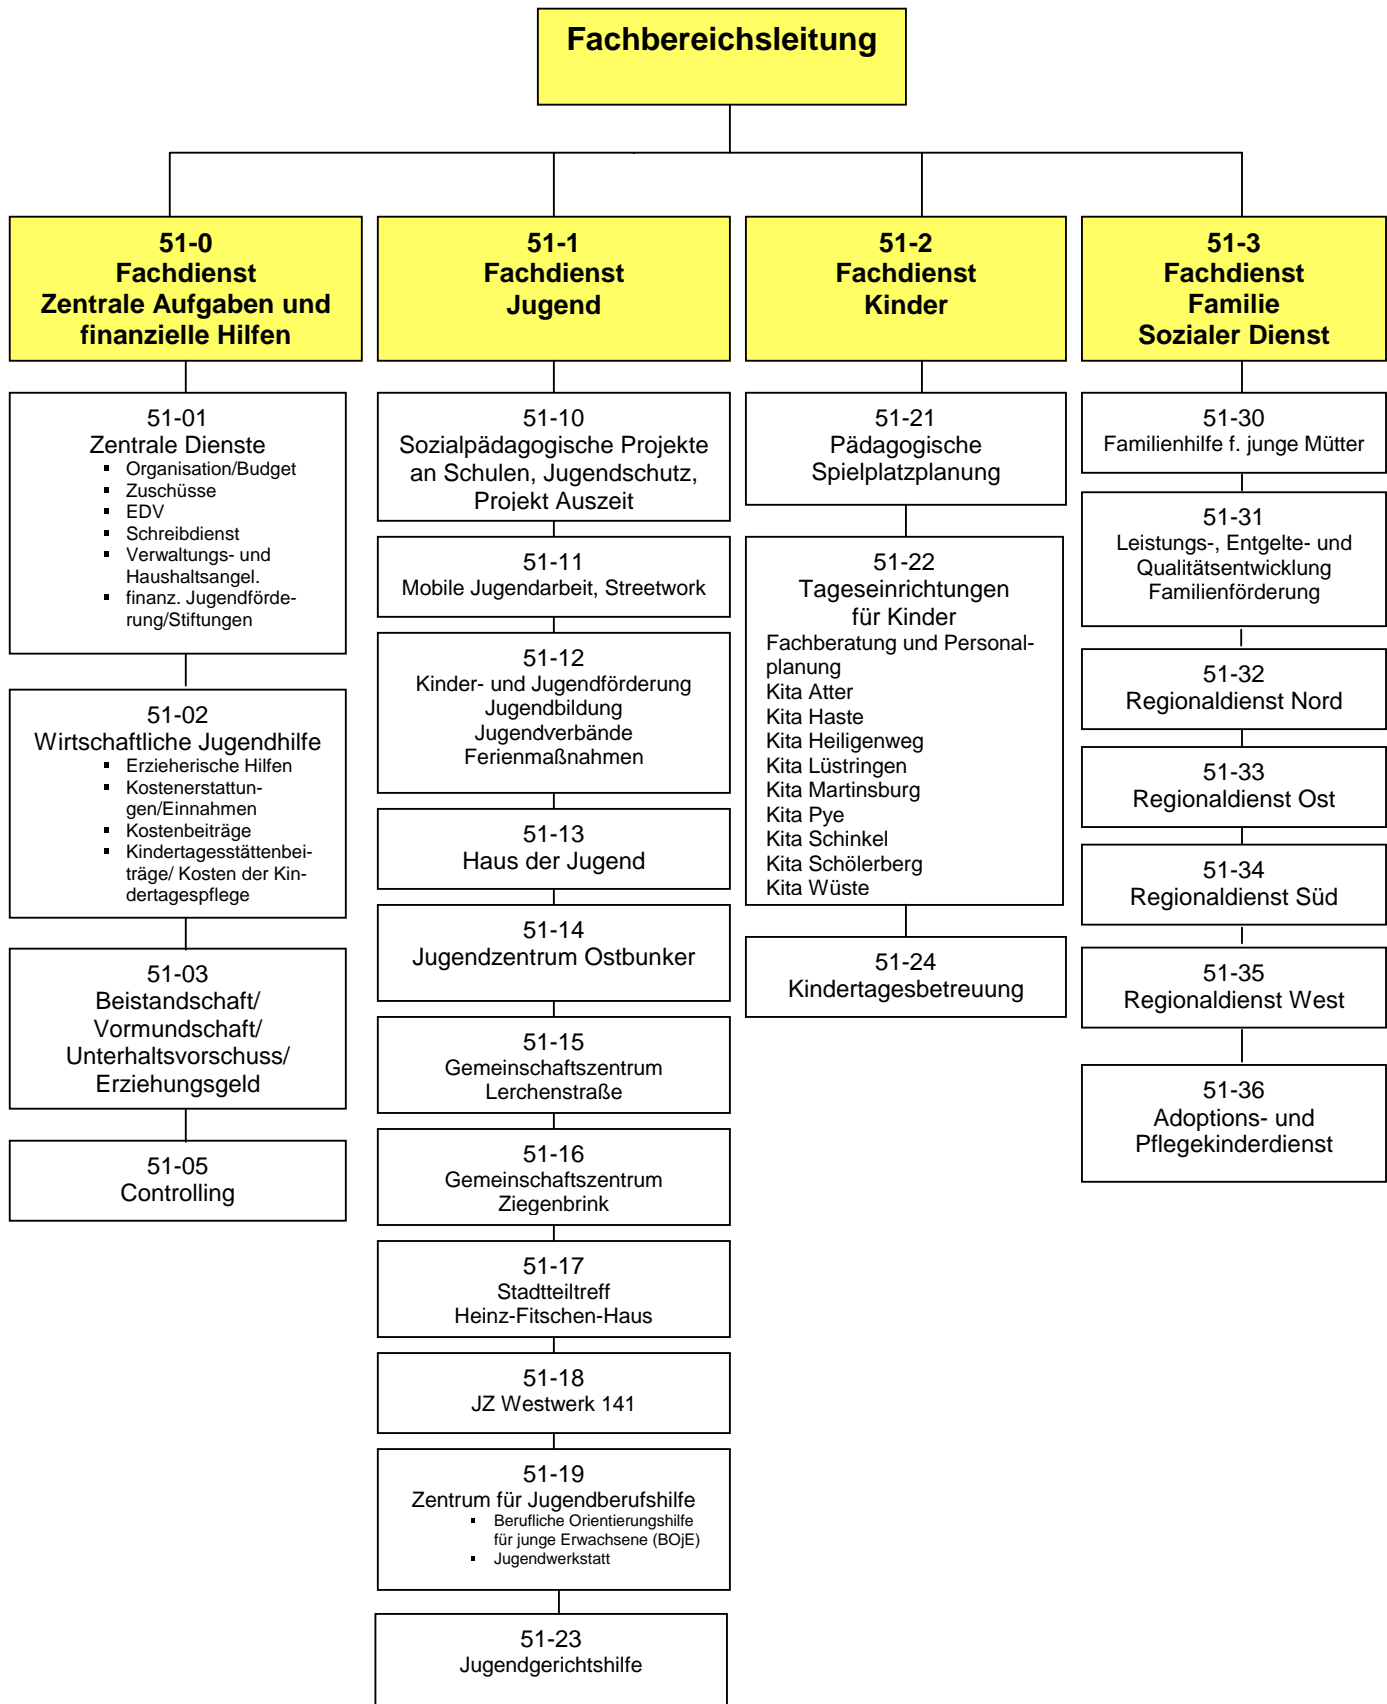 Fachbereichsleitung
51-0
Fachdienst
Zentrale Aufgaben und
finanzielle Hilfen
51-01
Zentrale Dienste
▪ Organisation/Budget
▪ Zuschüsse
▪ EDV
▪ Schreibdienst
▪ Verwaltungs- und
Haushaltsangel.
▪ finanz. Jugendförde-
rung/Stiftungen
51-02
Wirtschaftliche Jugendhilfe
▪ Erzieherische Hilfen
▪ Kostenerstattun-
gen/Einnahmen
▪ Kostenbeiträge
▪ Kindertagesstättenbei-
träge/ Kosten der Kin-
dertagespflege
51-03
Beistandschaft/
Vormundschaft/
Unterhaltsvorschuss/
Erziehungsgeld
51-05
Controlling
51-1
Fachdienst
Jugend
51-10
Sozialpädagogische Projekte
an Schulen, Jugendschutz,
Projekt Auszeit
51-11
Mobile Jugendarbeit, Streetwork
51-12
Kinder- und Jugendförderung
Jugendbildung
Jugendverbände
Ferienmaßnahmen
51-13
Haus der Jugend
51-14
Jugendzentrum Ostbunker
51-15
Gemeinschaftszentrum
Lerchenstraße
51-16
Gemeinschaftszentrum
Ziegenbrink
51-17
Stadtteiltreff
Heinz-Fitschen-Haus
51-18
JZ Westwerk 141
51-19
Zentrum für Jugendberufshilfe
▪ Berufliche Orientierungshilfe
für junge Erwachsene (BOjE)
▪ Jugendwerkstatt
51-23
Jugendgerichtshilfe
51-2
Fachdienst
Kinder
51-21
Pädagogische
Spielplatzplanung
51-22
Tageseinrichtungen
für Kinder
Fachberatung und Personal-
planung
Kita Atter
Kita Haste
Kita Heiligenweg
Kita Lüstringen
Kita Martinsburg
Kita Pye
Kita Schinkel
Kita Schölerberg
Kita Wüste
51-24
Kindertagesbetreuung
51-3
Fachdienst
Familie
Sozialer Dienst
51-30
Familienhilfe f. junge Mütter
51-31
Leistungs-, Entgelte- und
Qualitätsentwicklung
Familienförderung
51-32
Regionaldienst Nord
51-33
Regionaldienst Ost
51-34
Regionaldienst Süd
51-35
Regionaldienst West
51-36
Adoptions- und
Pflegekinderdienst